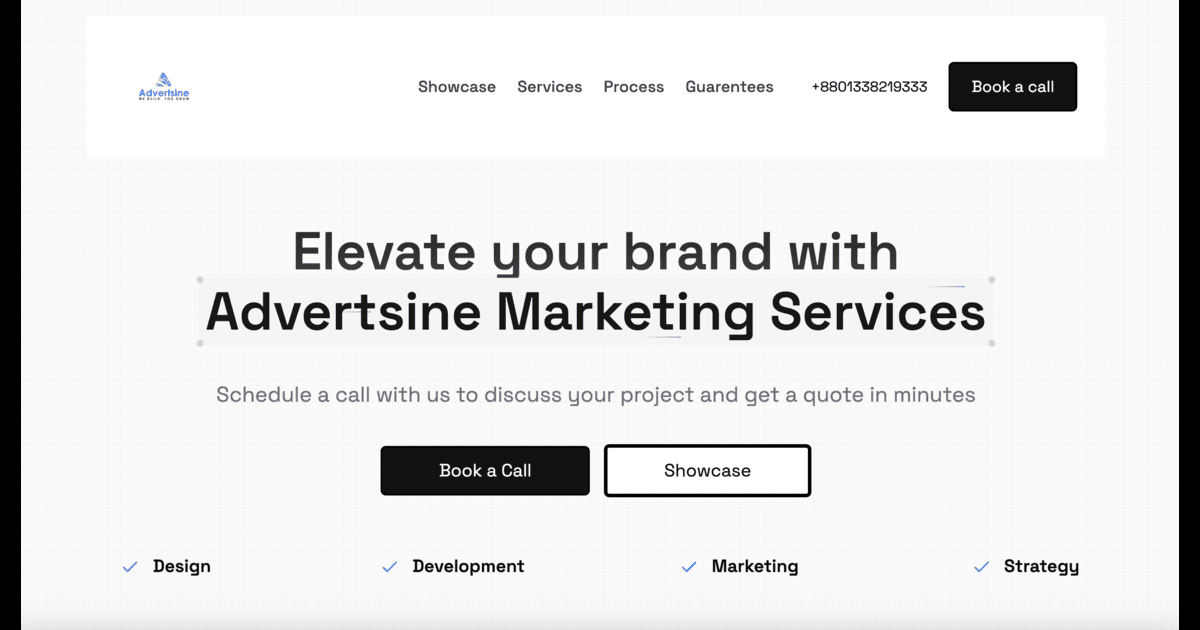 Advertsine
WE BUILD, YOU GROW
Showcase Services Process Guarentees +8801338219333 Book a call
Elevate your brand with
Advertsine Marketing Services
Schedule a call with us to discuss your project and get a quote in minutes
Book a Call Showcase
Design Development Marketing Strategy